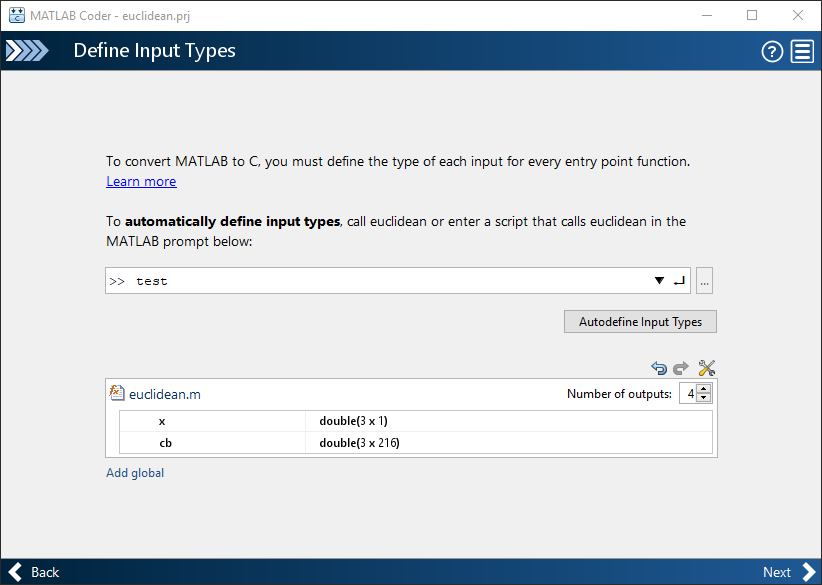 MATLAB Coder - euclidean.prj
Define Input Types
To convert MATLAB to C, you must define the type of each input for every entry point function.
Learn more
To automatically define input types, call euclidean or enter a script that calls euclidean in the
MATLAB prompt below:
>> test
...
Autodefine Input Types
euclidean.m Number of outputs: 4
x double(3 x 1)
cb double(3 x 216)
Add global
Back Next